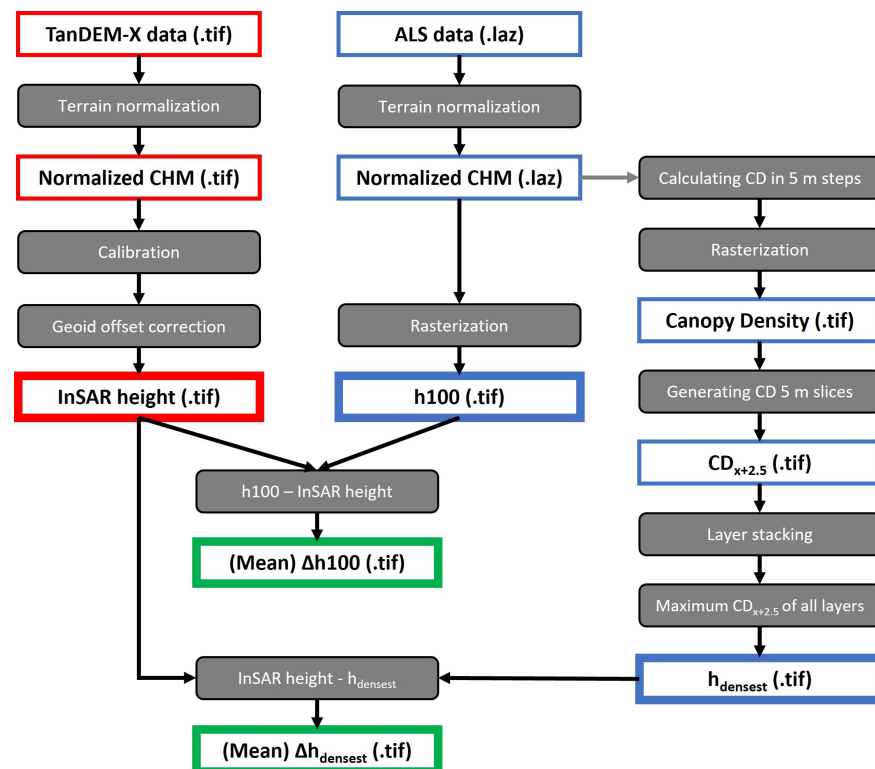 TanDEM-X data (.tif)
ALS data (.laz)
Terrain normalization
Terrain normalization
Normalized CHM (.tif)
Normalized CHM (.laz)
Calculating CD in 5 m steps
Calibration
Rasterization
Geoid offset correction
Rasterization
Canopy Density (.tif)
InSAR height (.tif)
h100 (.tif)
Generating CD 5 m slices
CDx+2.5 (.tif)
h100 – InSAR height
Layer stacking
(Mean) Δh100 (.tif)
Maximum CDx+2.5 of all layers
InSAR height - hdensest
hdensest (.tif)
(Mean) Δhdensest (.tif)